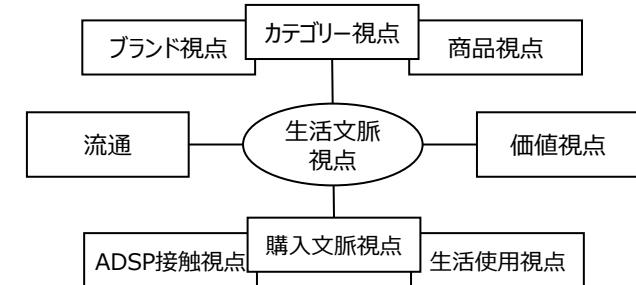 ブランド視点
カテゴリー視点
商品視点
流通
生活文脈
視点
価値視点
ADSP接触視点
購入文脈視点
生活使用視点